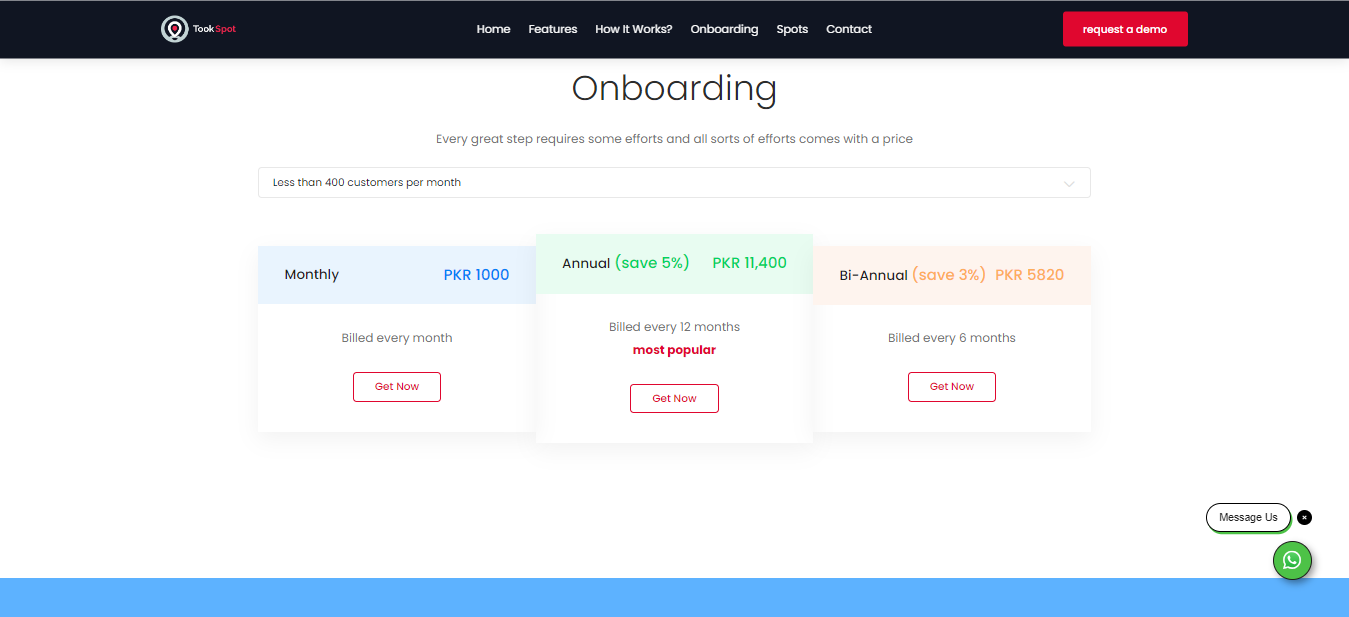 TookSpot
Home Features How It Works? Onboarding Spots Contact
request a demo
Onboarding
Every great step requires some efforts and all sorts of efforts comes with a price
Less than 400 customers per month
Monthly PKR 1000
Billed every month
Get Now
Annual (save 5%) PKR 11,400
Billed every 12 months
most popular
Get Now
Bi-Annual (save 3%) PKR 5820
Billed every 6 months
Get Now
Message Us